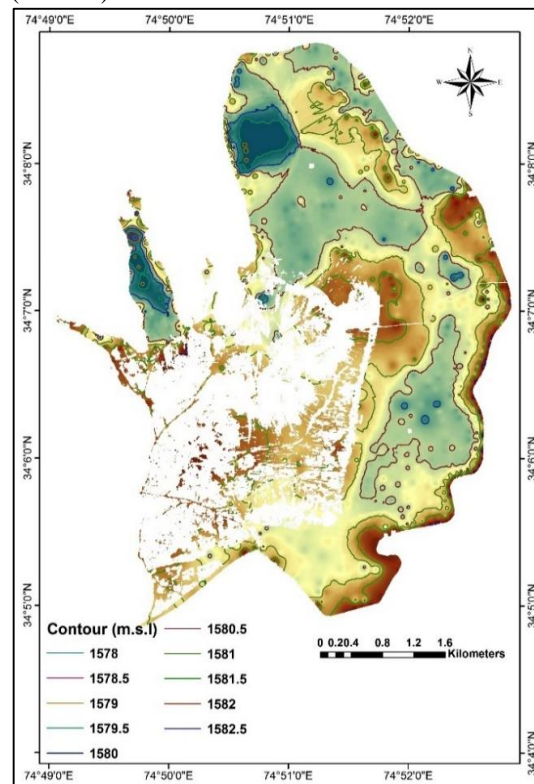 74°49'0"E 74°50'0"E 74°51'0"E 74°52'0"E
N
W E
S
34°8'0"N 34°8'0"N
34°7'0"N 34°7'0"N
34°6'0"N 34°6'0"N
34°5'0"N 34°5'0"N
Contour (m.s.l)
1578
1578.5
1579
1579.5
1580
1580.5
1581
1581.5
1582
1582.5
0 0.20.4 0.8 1.2 1.6
Kilometers
34°4'0"N
74°49'0"E 74°50'0"E 74°51'0"E 74°52'0"E